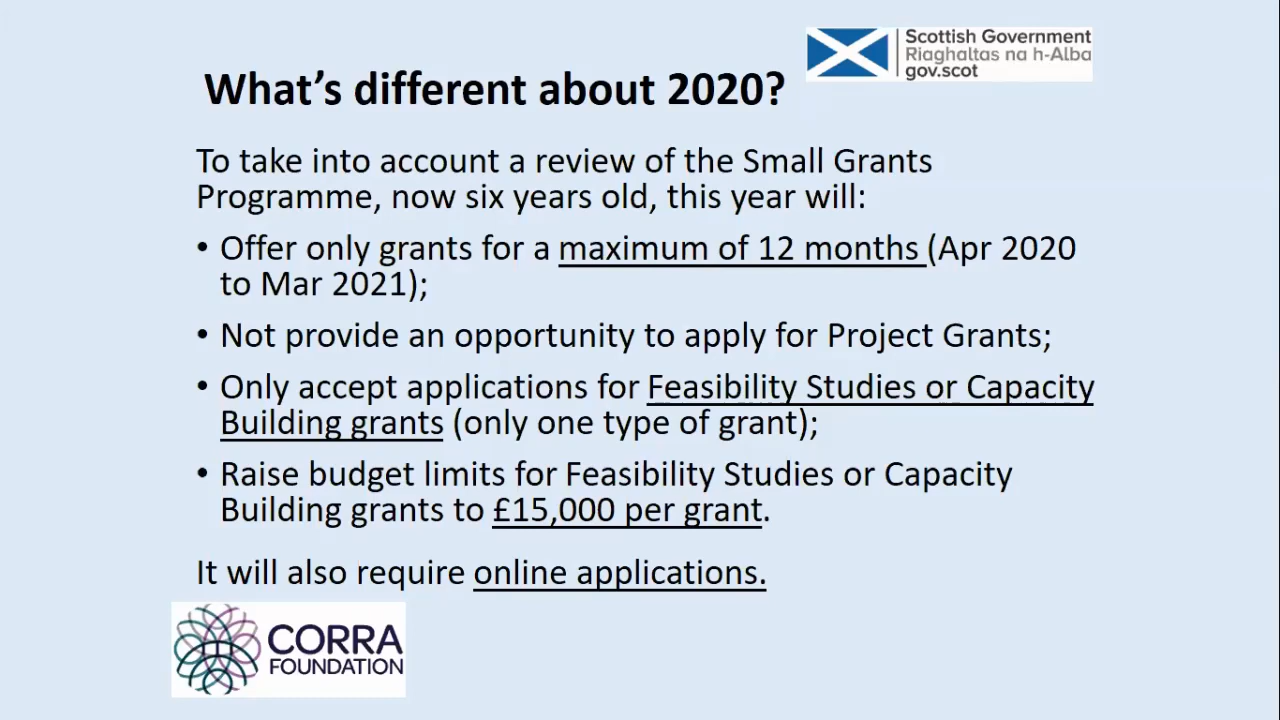 Scottish Government
Riaghaltas na h-Alba
gov.scot
What's different about 2020?
To take into account a review of the Small Grants
Programme, now six years old, this year will:
• Offer only grants for a maximum of 12 months (Apr 2020
to Mar 2021);
• Not provide an opportunity to apply for Project Grants;
• Only accept applications for Feasibility Studies or Capacity
Building grants (only one type of grant);
• Raise budget limits for Feasibility Studies or Capacity
Building grants to £15,000 per grant.
It will also require online applications.
CORRA
FOUNDATION